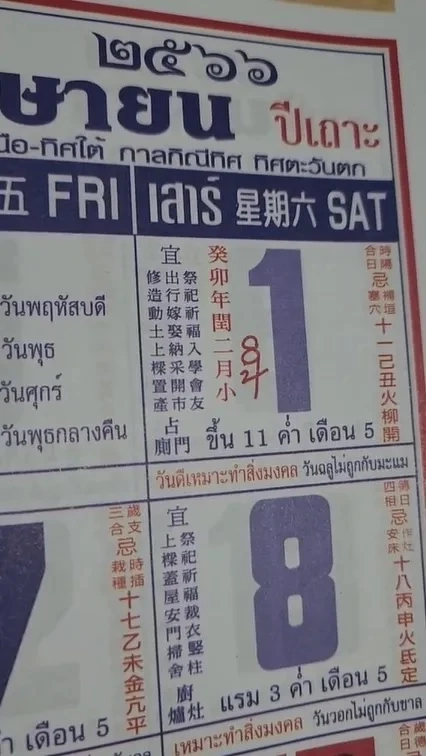 ๒๕๖๖
ษายน ปีเถาะ
ทิศใต้ กาลกิณีทิศ ทิศตะวันตก
五 FRI เสาร์ 星期六 SAT
วันพฤหัสบดี
วันพุธ
วันศุกร์
วันพุธกลางคืน
宜
祭祀祈福入學會友
出行嫁娶納采開市
修造動土上樑置產
占門廁
癸卯年閏二月小
1
時陽合日
忌
補垣塞穴
十一己丑火柳開
ขึ้น 11 ค่ำ เดือน 5
วันดีเหมาะทำสิ่งมงคล วันฉลูไม่ถูกกับมะแม
7
歲支三合
忌
時插栽種
十七乙未金亢平
ค่ำ เดือน 5
宜
祭祀祈福裁衣豎柱
上樑蓋屋安門掃舍
廚灶爐
8
四相
忌
作灶安床
十八丙申火氐定
แรม 3 ค่ำ เดือน 5
เหมาะทำสิ่งมงคล วันวอกไม่ถูกกับขาล